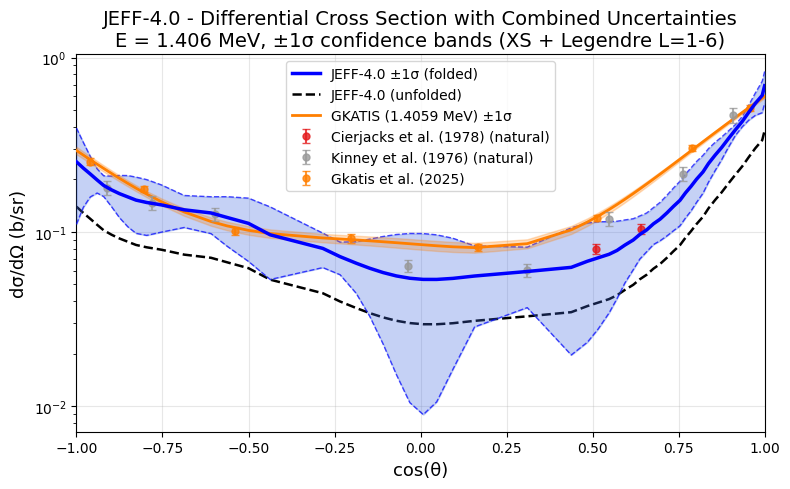 JEFF-4.0 - Differential Cross Section with Combined Uncertainties
E = 1.406 MeV, ±1σ confidence bands (XS + Legendre L=1-6)
JEFF-4.0 ±1σ (folded)
JEFF-4.0 (unfolded)
GKATIS (1.4059 MeV) ±1σ
Cierjacks et al. (1978) (natural)
Kinney et al. (1976) (natural)
Gkatis et al. (2025)
dσ/dΩ (b/sr)
10⁰
10⁻¹
10⁻²
−1.00 −0.75 −0.50 −0.25 0.00 0.25 0.50 0.75 1.00
cos(θ)